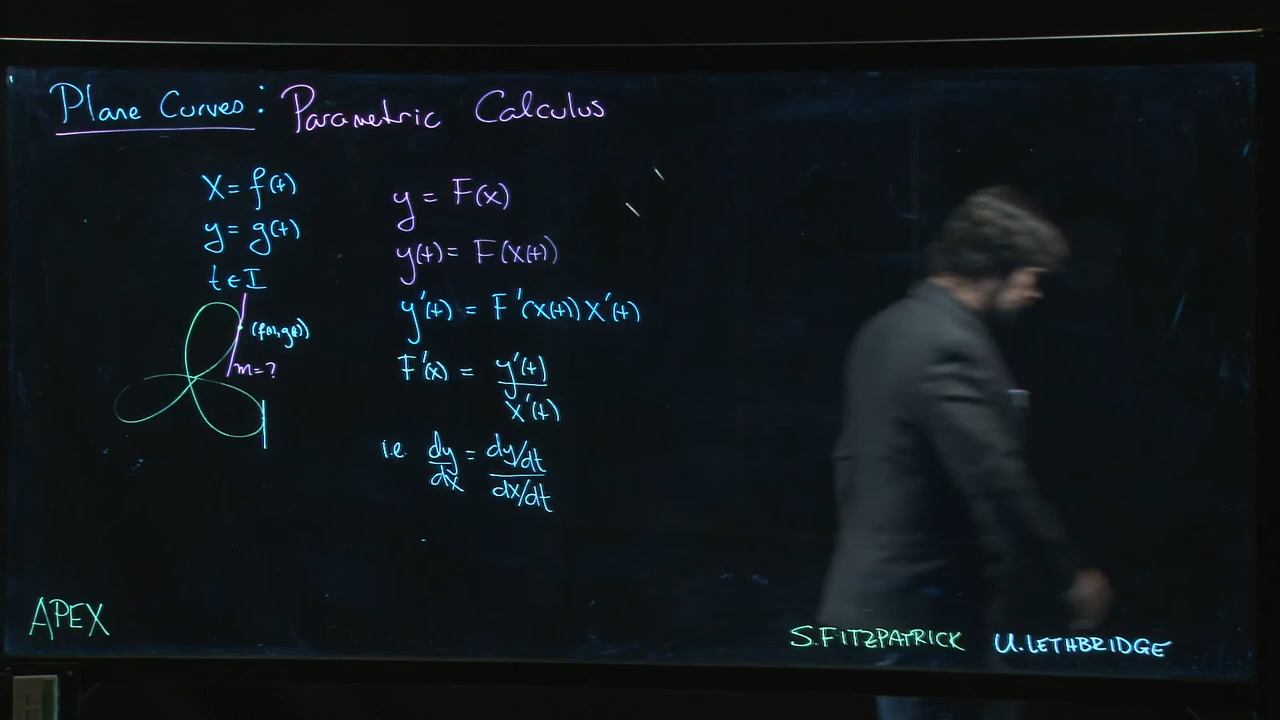 Plane Curves: Parametric Calculus
x = f(t)
y = g(t)
t ∈ I
(f(t), g(t))
m = ?
y = F(x)
y(t) = F(x(t))
y'(t) = F'(x(t)) x'(t)
F'(x) = y'(t)/x'(t)
i.e. dy/dx = (dy/dt)/(dx/dt)
APEX
S. FITZPATRICK U. LETHBRIDGE